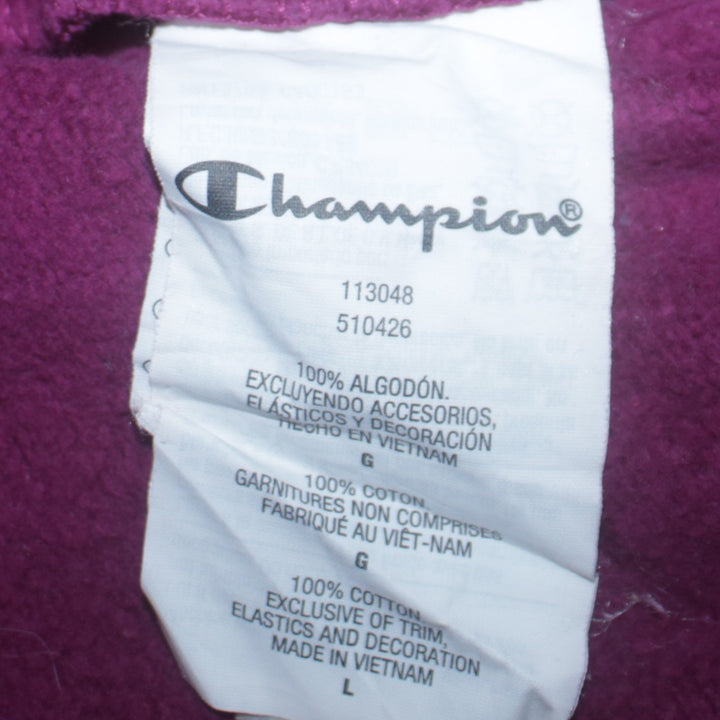 Champion®
113048
510426
100% ALGODÓN.
EXCLUYENDO ACCESORIOS,
ELÁSTICOS Y DECORACIÓN
HECHO EN VIETNAM
G
100% COTON
GARNITURES NON COMPRISES
FABRIQUÉ AU VIÊT-NAM
G
100% COTTON
EXCLUSIVE OF TRIM,
ELASTICS AND DECORATION
MADE IN VIETNAM
L